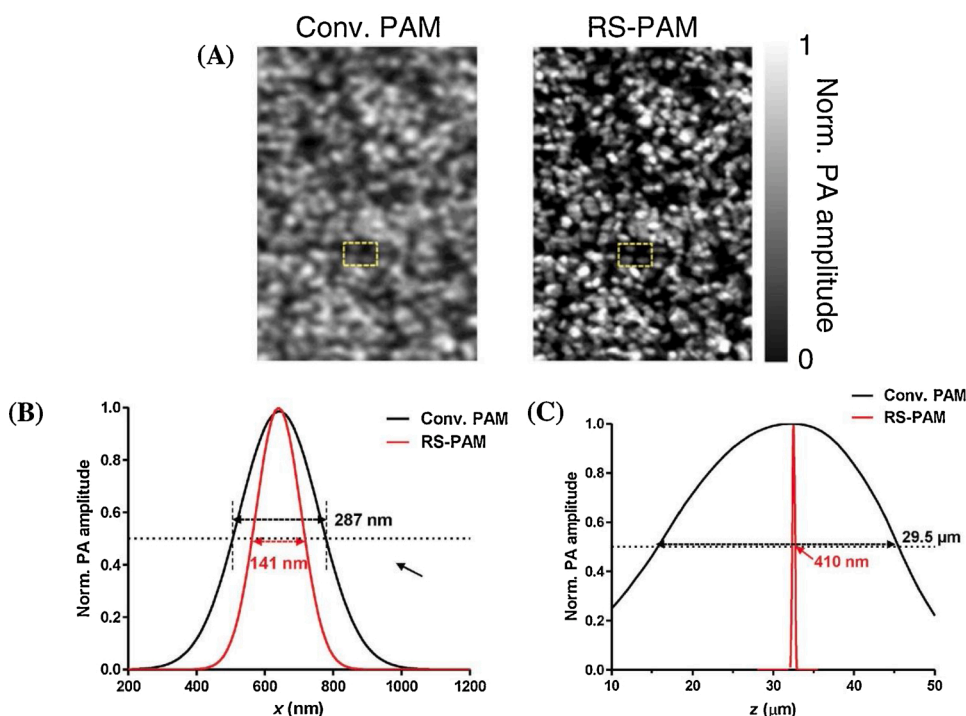 Conv. PAM
RS-PAM
(A)
1
Norm. PA amplitude
0
(B)
Conv. PAM
RS-PAM
Norm. PA amplitude
1.0
0.8
0.6
0.4
0.2
0.0
287 nm
141 nm
200 400 600 800 1000 1200
x (nm)
(C)
Conv. PAM
RS-PAM
Norm. PA amplitude
1.0
0.8
0.6
0.4
0.2
0.0
29.5 μm
410 nm
10 20 30 40 50
z (μm)